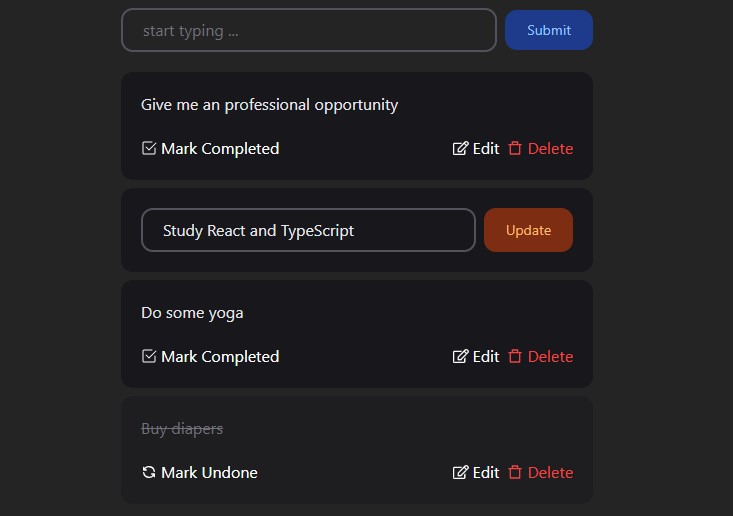 start typing ...
Submit
Give me an professional opportunity
Mark Completed
Edit
Delete
Study React and TypeScript
Update
Do some yoga
Mark Completed
Edit
Delete
Buy diapers
Mark Undone
Edit
Delete